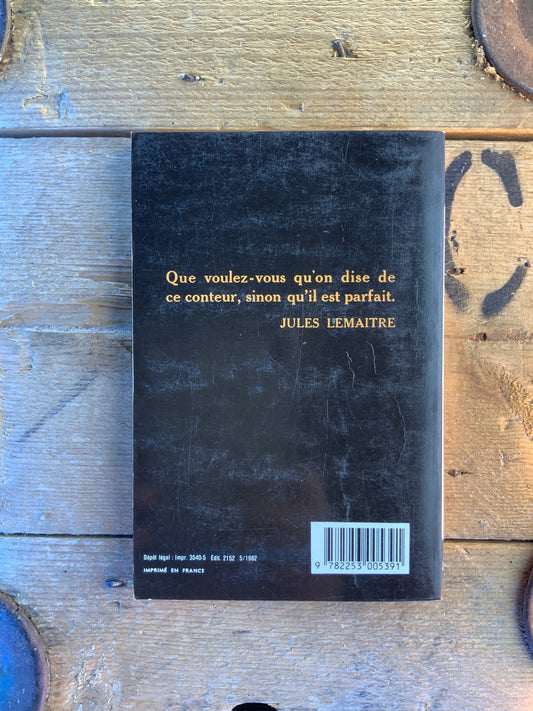 Que voulez-vous qu'on dise de
ce conteur, sinon qu'il est parfait.
JULES LEMAITRE
Dépôt légal : Impr. 3540-5 Édit. 2152 5/1982
IMPRIMÉ EN FRANCE
9 782253 005391